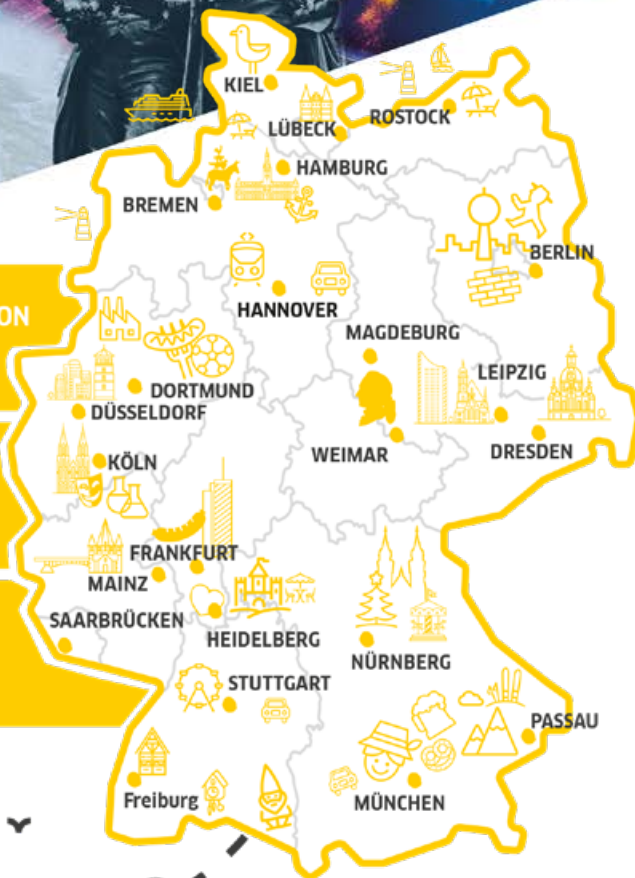 KIEL
LÜBECK
ROSTOCK
HAMBURG
BREMEN
BERLIN
ON
HANNOVER
MAGDEBURG
LEIPZIG
DORTMUND
DÜSSELDORF
WEIMAR
DRESDEN
KÖLN
FRANKFURT
MAINZ
SAARBRÜCKEN
HEIDELBERG
NÜRNBERG
STUTTGART
PASSAU
Freiburg
MÜNCHEN